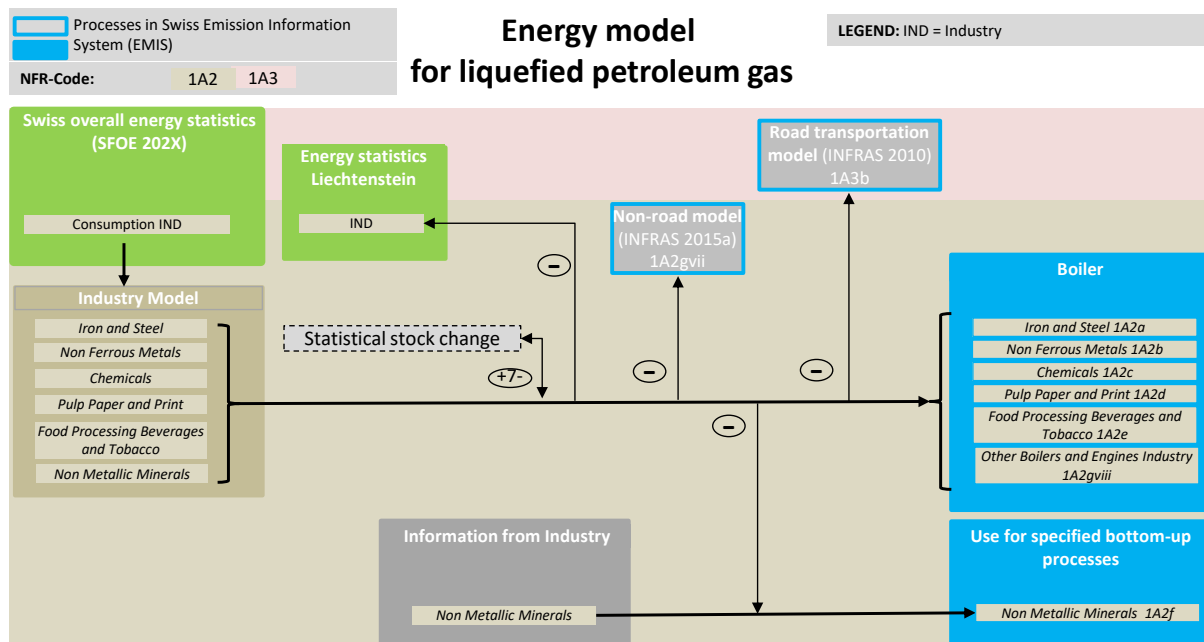 Processes in Swiss Emission Information
System (EMIS)
NFR-Code:
1A2
1A3
Energy model
for liquefied petroleum gas
LEGEND: IND = Industry
Swiss overall energy statistics
(SFOE 202X)
Consumption IND
Energy statistics
Liechtenstein
IND
Road transportation
model (INFRAS 2010)
1A3b
Non-road model
(INFRAS 2015a)
1A2gvii
Industry Model
Iron and Steel
Non Ferrous Metals
Chemicals
Pulp Paper and Print
Food Processing Beverages
and Tobacco
Non Metallic Minerals
Statistical stock change
+7-
–
–
–
–
Boiler
Iron and Steel 1A2a
Non Ferrous Metals 1A2b
Chemicals 1A2c
Pulp Paper and Print 1A2d
Food Processing Beverages and
Tobacco 1A2e
Other Boilers and Engines Industry
1A2gviii
Information from Industry
Non Metallic Minerals
Use for specified bottom-up
processes
Non Metallic Minerals 1A2f